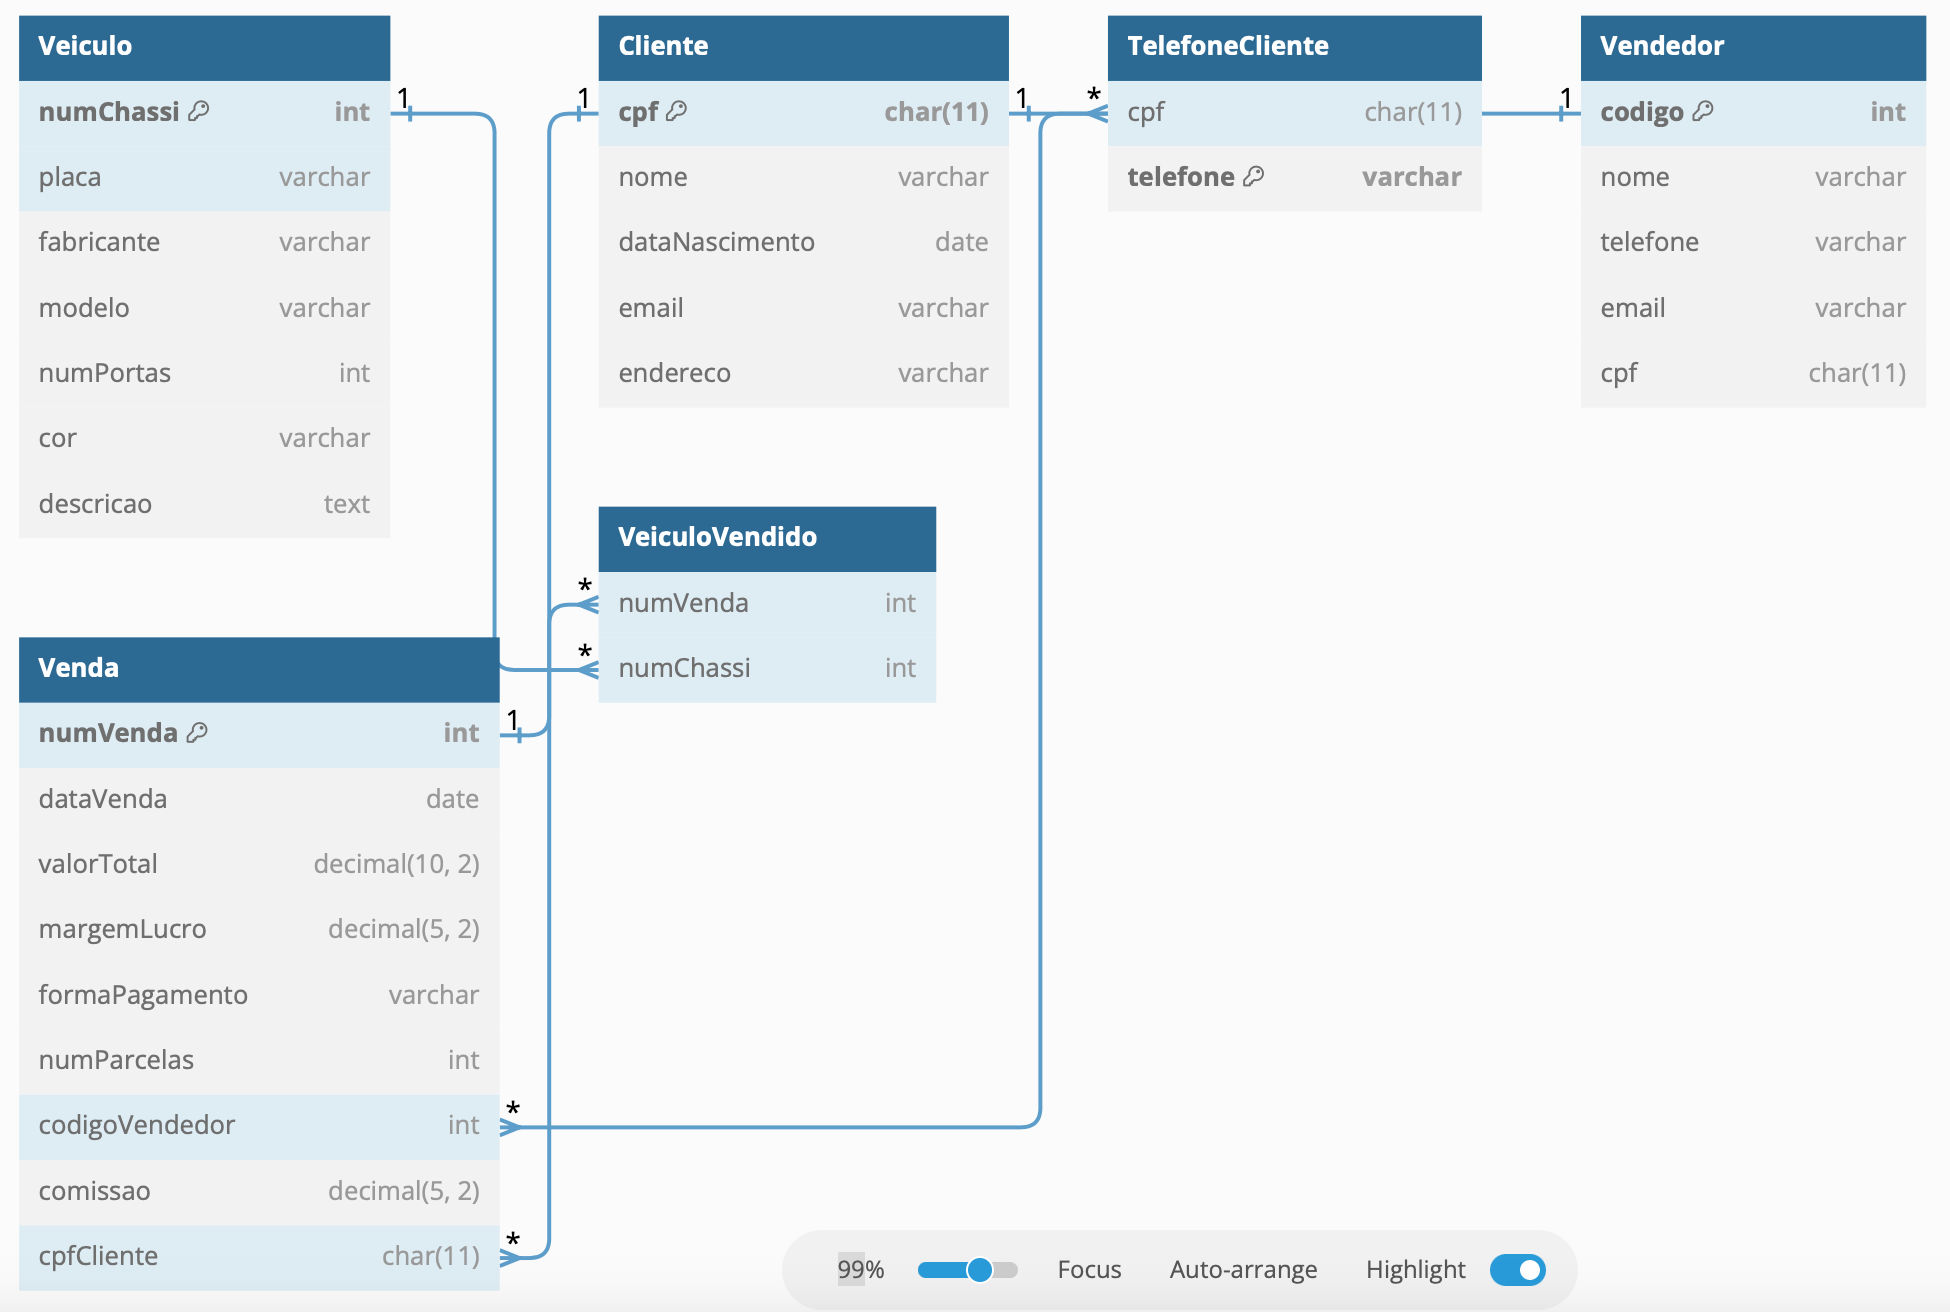 Veiculo
numChassi int
placa varchar
fabricante varchar
modelo varchar
numPortas int
cor varchar
descricao text
1
1
Cliente
cpf char(11)
nome varchar
dataNascimento date
email varchar
endereco varchar
1
*
TelefoneCliente
cpf char(11)
telefone varchar
1
Vendedor
codigo int
nome varchar
telefone varchar
email varchar
cpf char(11)
VeiculoVendido
* numVenda int
* numChassi int
Venda
numVenda int 1
dataVenda date
valorTotal decimal(10, 2)
margemLucro decimal(5, 2)
formaPagamento varchar
numParcelas int
codigoVendedor int *
comissao decimal(5, 2)
cpfCliente char(11) *
99% Focus Auto-arrange Highlight